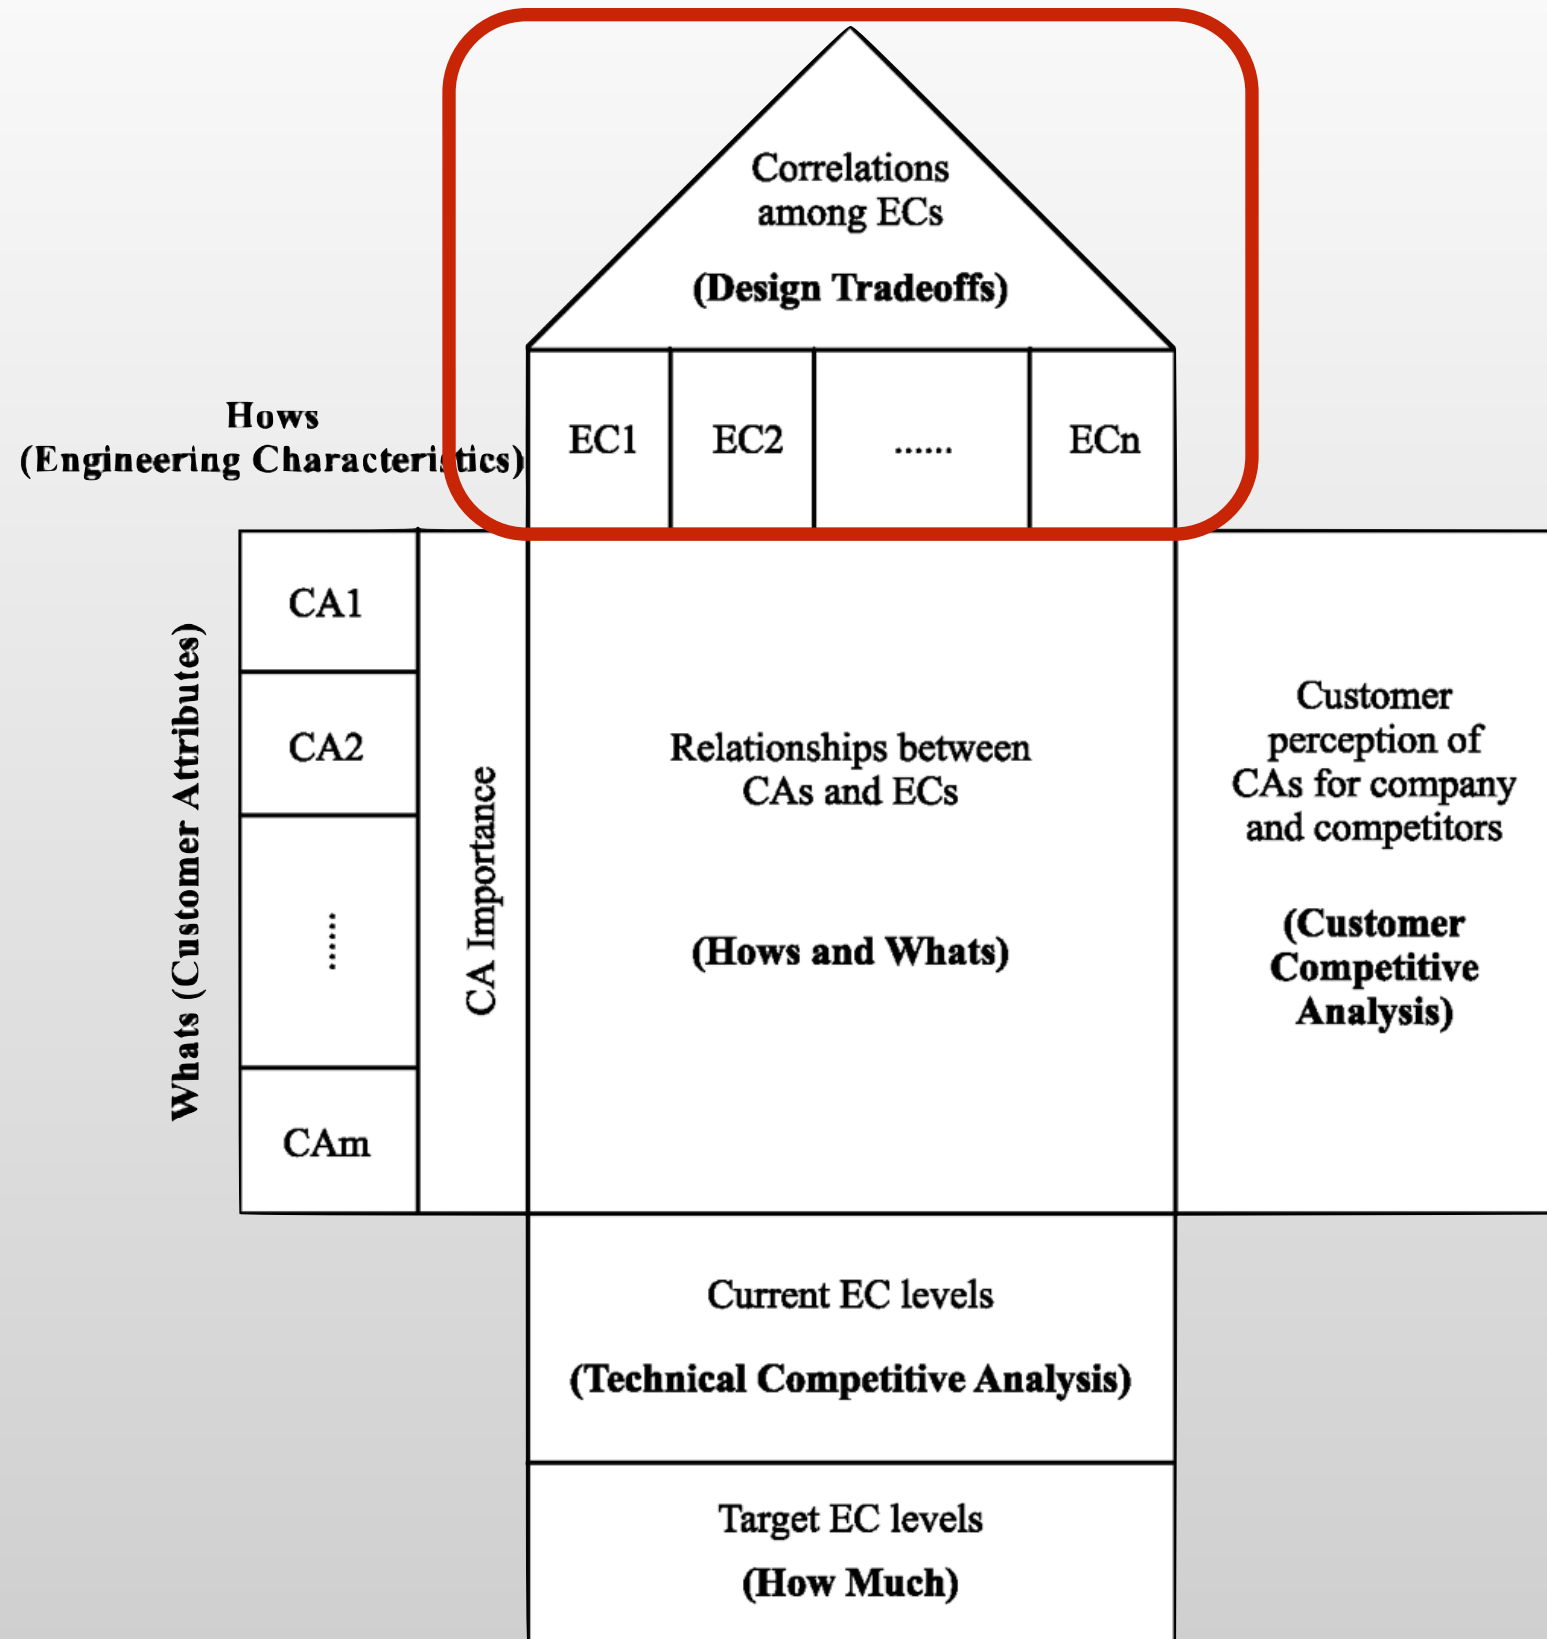 Correlations
among ECs
(Design Tradeoffs)
Hows
(Engineering Characteristics)
EC1
EC2
......
ECn
Whats (Customer Attributes)
CA1
CA2
......
CAm
CA Importance
Relationships between
CAs and ECs
(Hows and Whats)
Customer
perception of
CAs for company
and competitors
(Customer
Competitive
Analysis)
Current EC levels
(Technical Competitive Analysis)
Target EC levels
(How Much)